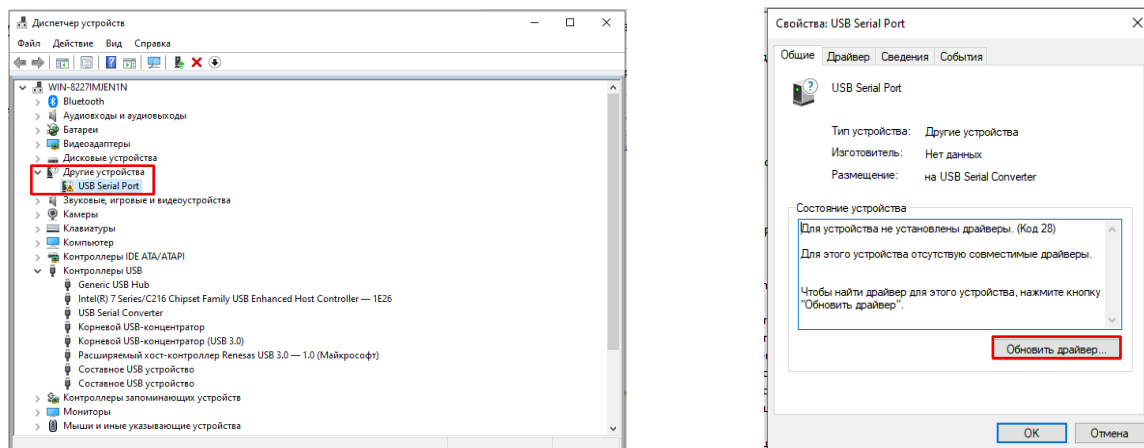 Диспетчер устройств
Файл Действие Вид Справка
WIN-8227IMJEN1N
Bluetooth
Аудиовходы и аудиовыходы
Батареи
Видеоадаптеры
Дисковые устройства
Другие устройства
USB Serial Port
Звуковые, игровые и видеоустройства
Камеры
Клавиатуры
Компьютер
Контроллеры IDE ATA/ATAPI
Контроллеры USB
Generic USB Hub
Intel(R) 7 Series/C216 Chipset Family USB Enhanced Host Controller — 1E26
USB Serial Converter
Корневой USB-концентратор
Корневой USB-концентратор (USB 3.0)
Расширяемый хост-контроллер Renesas USB 3.0 — 1.0 (Майкрософт)
Составное USB устройство
Составное USB устройство
Контроллеры запоминающих устройств
Мониторы
Мыши и иные указывающие устройства
Свойства: USB Serial Port
Общие Драйвер Сведения События
USB Serial Port
Тип устройства: Другие устройства
Изготовитель: Нет данных
Размещение: на USB Serial Converter
Состояние устройства
Для устройства не установлены драйверы. (Код 28)
Для этого устройства отсутствую совместимые драйверы.
Чтобы найти драйвер для этого устройства, нажмите кнопку
"Обновить драйвер".
Обновить драйвер...
OK Отмена